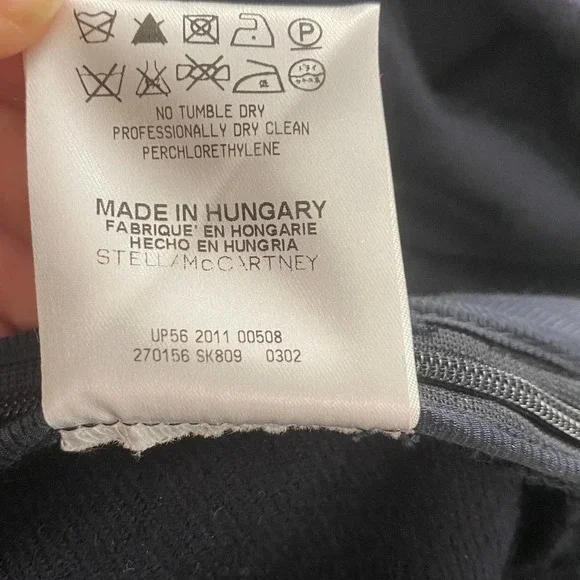 P
NO TUMBLE DRY
PROFESSIONALLY DRY CLEAN
PERCHLORETHYLENE
MADE IN HUNGARY
FABRIQUE' EN HONGARIE
HECHO EN HUNGRIA
STELLA McCARTNEY
UP56 2011 00508
270156 SK809 0302